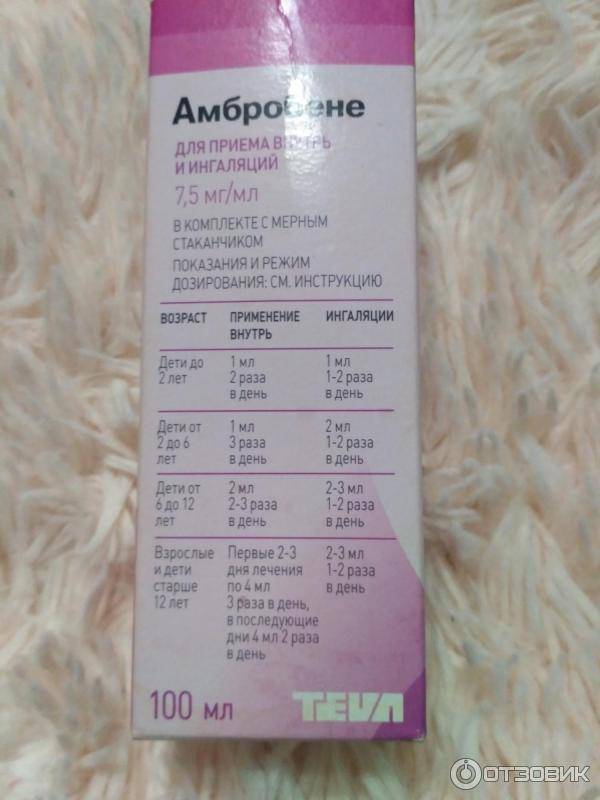 Амбробене
ДЛЯ ПРИЕМА ВНУТРЬ
И ИНГАЛЯЦИЙ
7,5 мг/мл
В КОМПЛЕКТЕ С МЕРНЫМ
СТАКАНЧИКОМ
ПОКАЗАНИЯ И РЕЖИМ
ДОЗИРОВАНИЯ: СМ. ИНСТРУКЦИЮ
ВОЗРАСТ ПРИМЕНЕНИЕ ИНГАЛЯЦИИ
ВНУТРЬ
Дети до 1 мл 1 мл
2 лет 2 раза 1-2 раза
в день в день
Дети от 1 мл 2 мл
2 до 6 3 раза 1-2 раза
лет в день в день
Дети от 2 мл 2-3 мл
6 до 12 2-3 раза 1-2 раза
лет в день в день
Взрослые Первые 2-3 2-3 мл
и дети дня лечения 1-2 раза
старше по 4 мл в день
12 лет 3 раза в день,
в последующие
дни 4 мл 2 раза
в день
100 мл TEVA
ОТЗОВИК